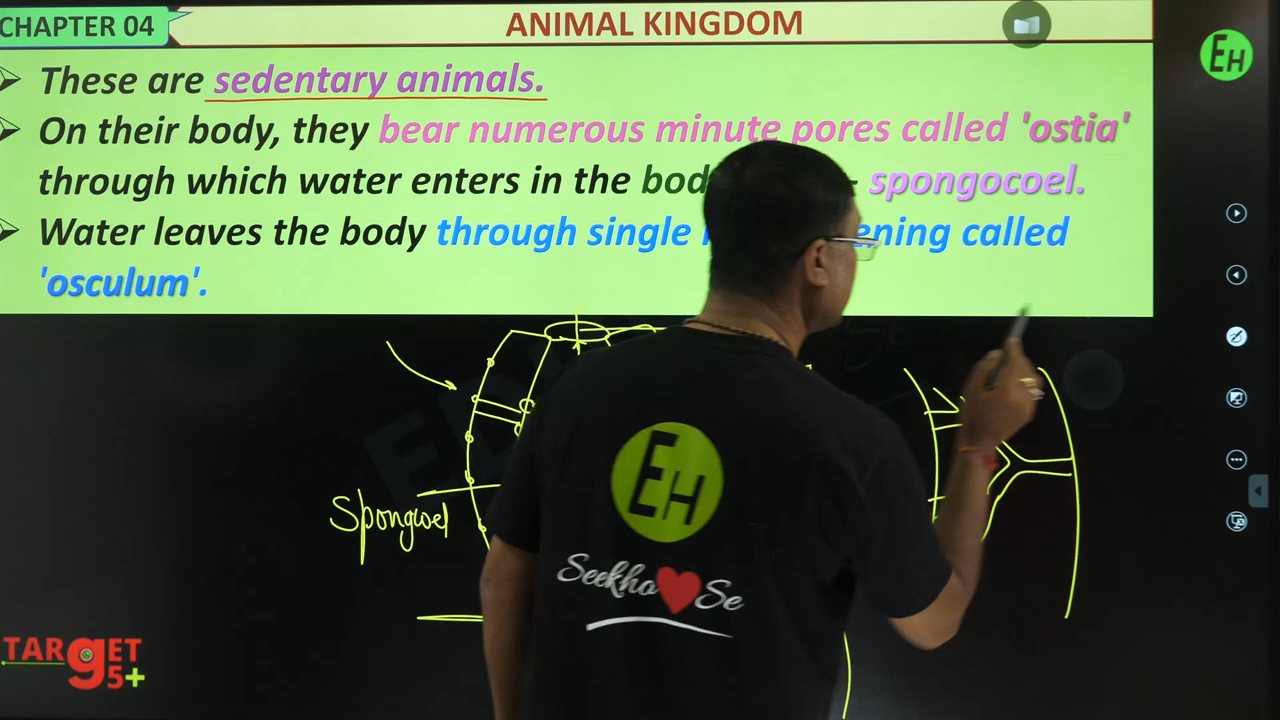 CHAPTER 04
ANIMAL KINGDOM
EH
These are sedentary animals.
On their body, they bear numerous minute pores called 'ostia'
through which water enters in the bod spongocoel.
Water leaves the body through single ening called
'osculum'.
Spongocoel
EH
Seekho Se
TARget
95+